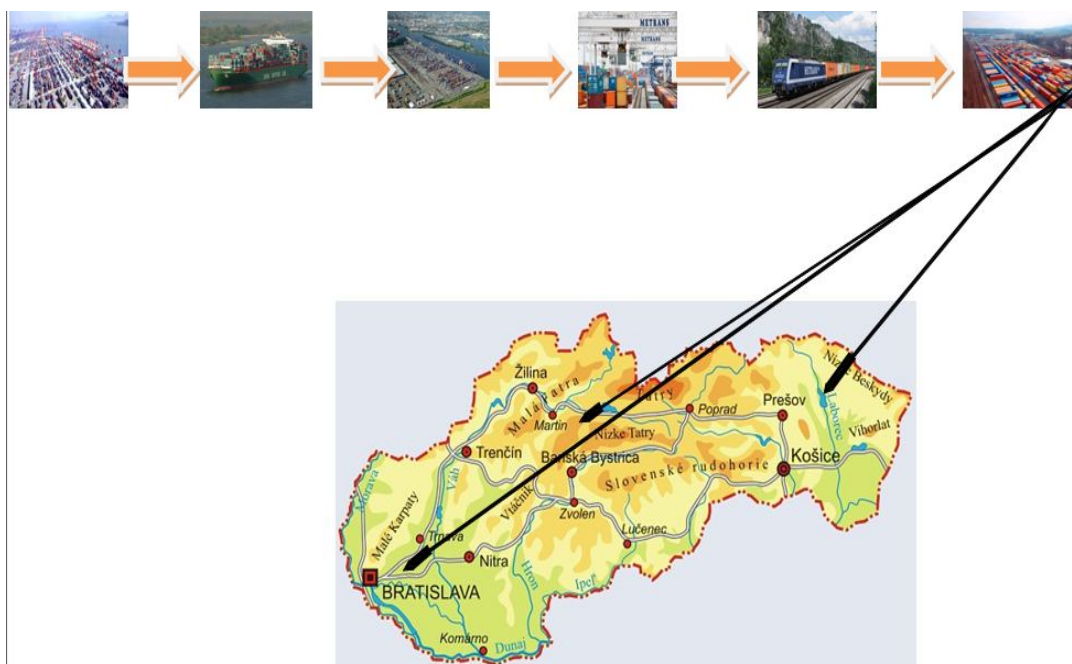 METRANS
METRANS
METRANS
Žilina
Malá Fatra
Martin
Tatry
Nízke Tatry
Poprad
Prešov
Nízke Beskydy
Laborec
Vihorlat
Košice
Trenčín
Váh
Banská Bystrica
Slovenské rudohorie
Vtáčnik
Zvolen
Lučenec
Morava
Malé Karpaty
Trnava
Nitra
Hron
Ipeľ
BRATISLAVA
Komárno
Dunaj